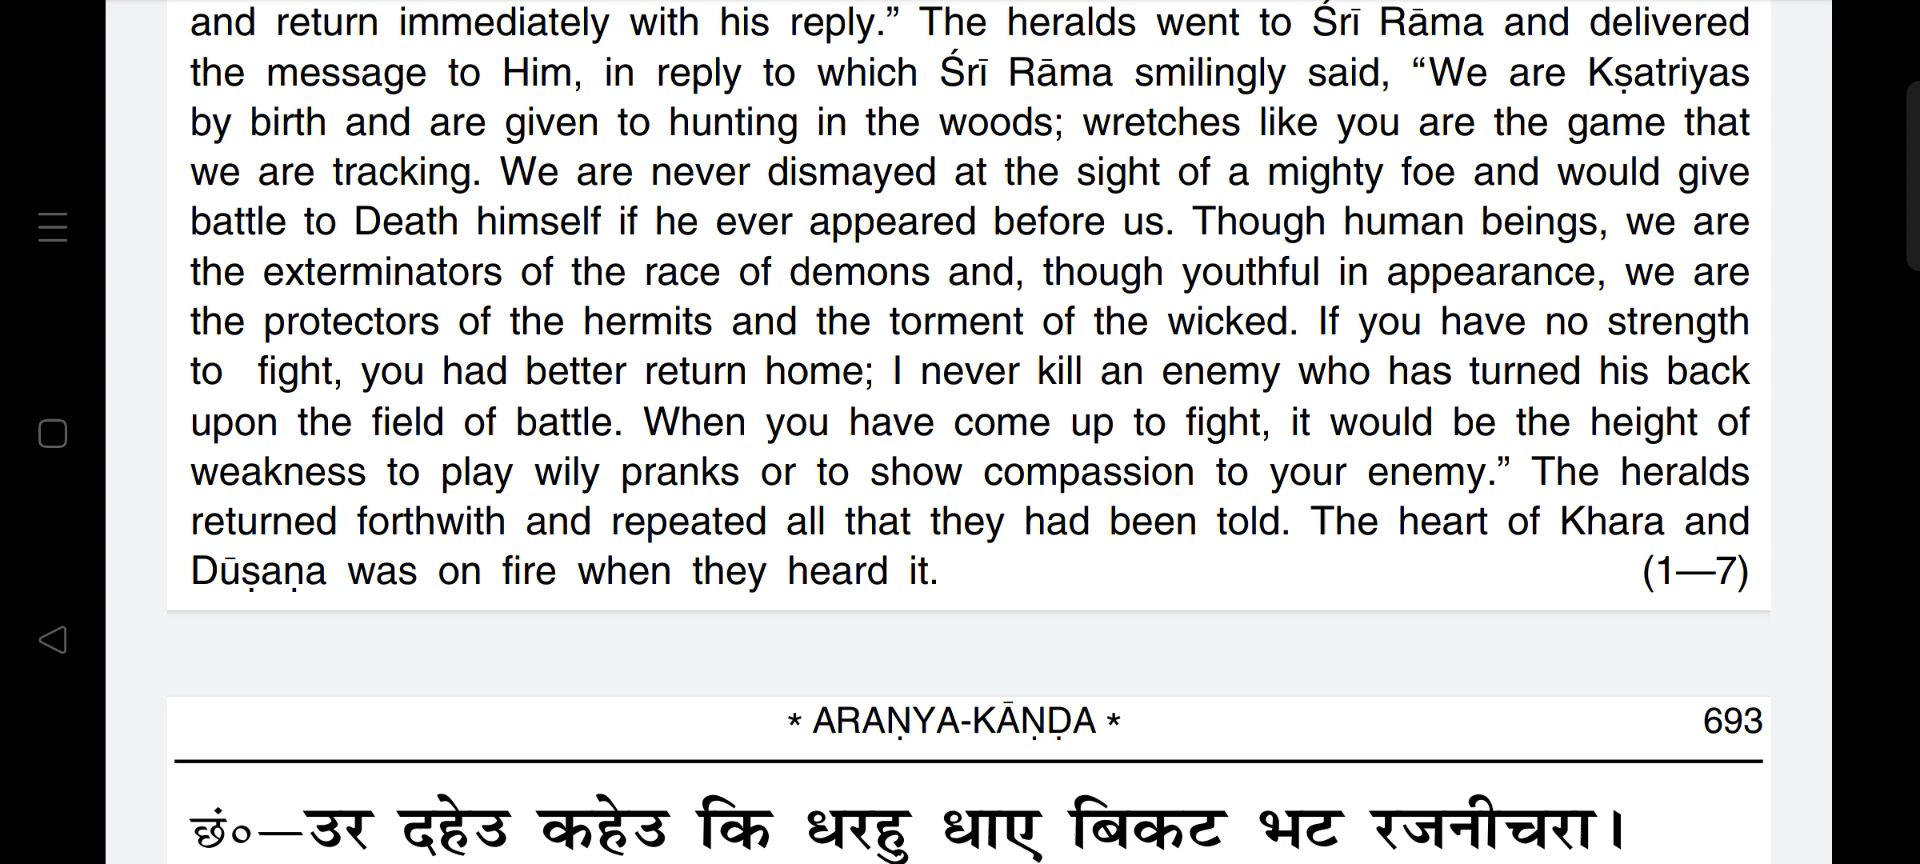 and return immediately with his reply.” The heralds went to Śrī Rāma and delivered
the message to Him, in reply to which Śrī Rāma smilingly said, “We are Kṣatriyas
by birth and are given to hunting in the woods; wretches like you are the game that
we are tracking. We are never dismayed at the sight of a mighty foe and would give
battle to Death himself if he ever appeared before us. Though human beings, we are
the exterminators of the race of demons and, though youthful in appearance, we are
the protectors of the hermits and the torment of the wicked. If you have no strength
to fight, you had better return home; I never kill an enemy who has turned his back
upon the field of battle. When you have come up to fight, it would be the height of
weakness to play wily pranks or to show compassion to your enemy.” The heralds
returned forthwith and repeated all that they had been told. The heart of Khara and
Dūṣaṇa was on fire when they heard it. (1—7)
* ARAṆYA-KĀṆḌA * 693
छं०—उर दहेउ कहेउ कि धरहु धाए बिकट भट रजनीचरा।